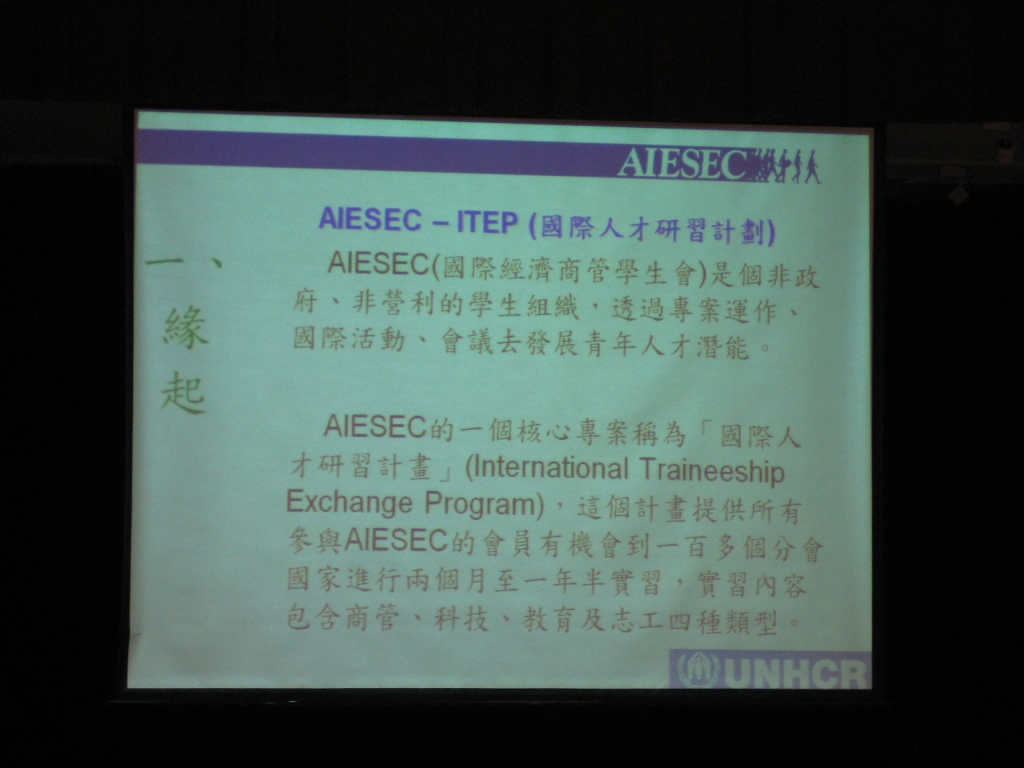 AIESEC
AIESEC – ITEP (國際人才研習計劃)
一、
緣
起
AIESEC(國際經濟商管學生會)是個非政
府、非營利的學生組織，透過專案運作、
國際活動、會議去發展青年人才潛能。
AIESEC的一個核心專案稱為「國際人
才研習計畫」(International Traineeship
Exchange Program)，這個計畫提供所有
參與AIESEC的會員有機會到一百多個分會
國家進行兩個月至一年半實習，實習內容
包含商管、科技、教育及志工四種類型。
UNHCR